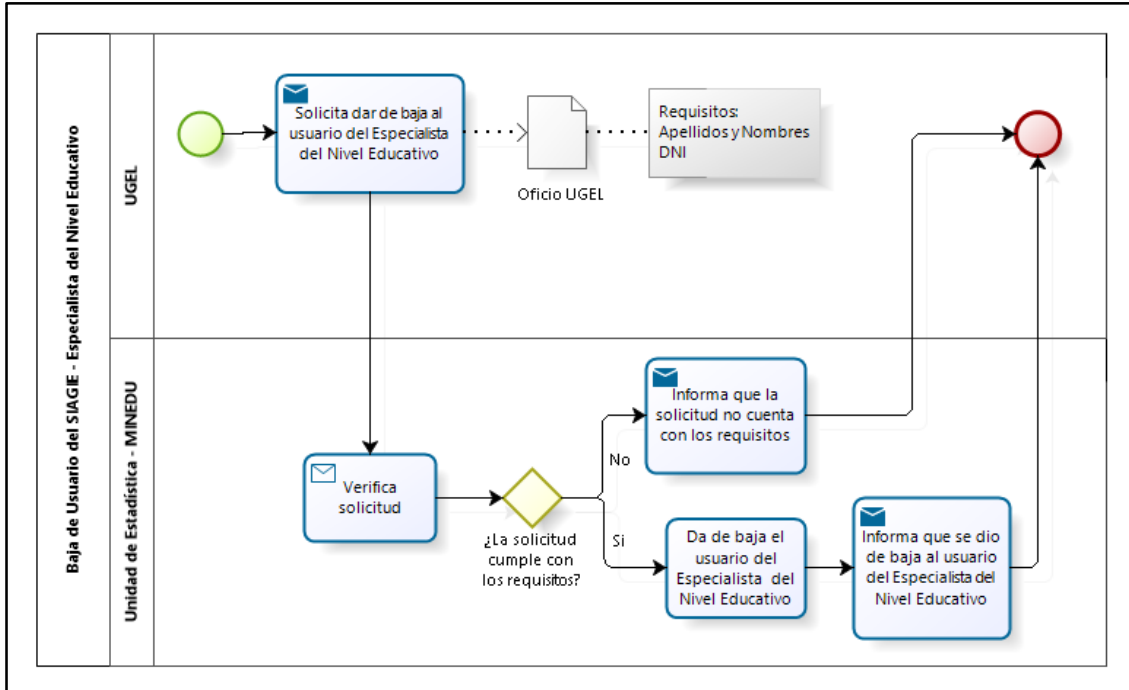 Baja de Usuario del SIAGIE - Especialista del Nivel Educativo
UGEL
Solicita dar de baja al
usuario del Especialista
del Nivel Educativo
Oficio UGEL
Requisitos:
Apellidos y Nombres
DNI
Unidad de Estadística - MINEDU
Verifica
solicitud
¿La solicitud
cumple con
los requisitos?
No
Informa que la
solicitud no cuenta
con los requisitos
Si
Da de baja el
usuario del
Especialista del
Nivel Educativo
Informa que se dio
de baja al usuario
del Especialista del
Nivel Educativo